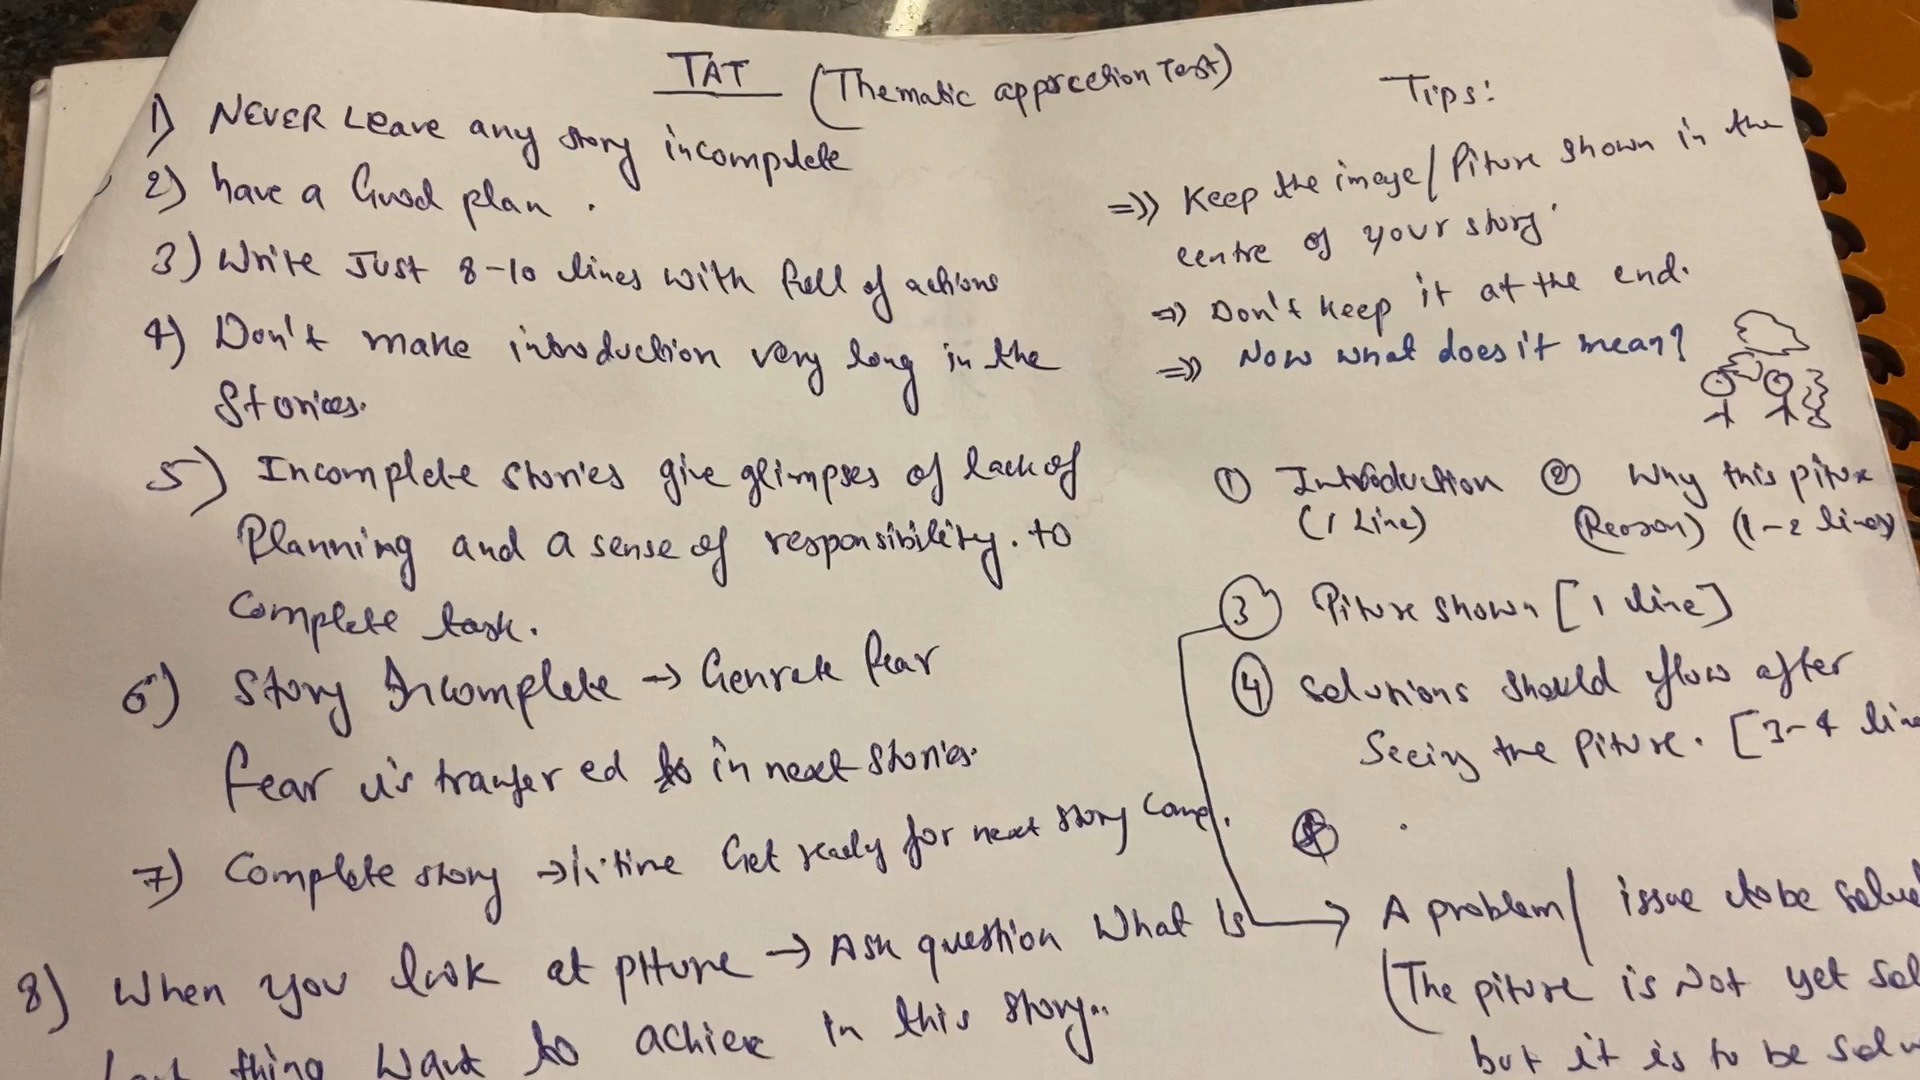 TAT (Thematic apporcetion Test)
1) NEVER Leave any story incomplete
2) have a Good plan .
3) Write Just 8-10 lines with full of actions
4) Don't make introduction very long in the
Stories.
5) Incomplete stories give glimpses of lack of
Planning and a sense of responsibility. to
Complete task.
6) Story Incomplete → Genrate fear
fear is transfer ed in next stories.
7) Complete story → time Get ready for next story
8) When you look at piture → Ask question What is
thing want to achieve in this story..
Tips:
⇒ Keep the image/Piture shown in the
centre of your story
⇒ Don't keep it at the end.
⇒ Now what does it mean?
① Introduction ② Why this piture
(1 Line) (Reason) (1-2 lines)
③ Piture shown [1 line]
④ solutions should flow after
Seeing the Piture. [3-4 line
→ A problem/ issue to be solve
(The piture is Not yet sol
but it is to be solv